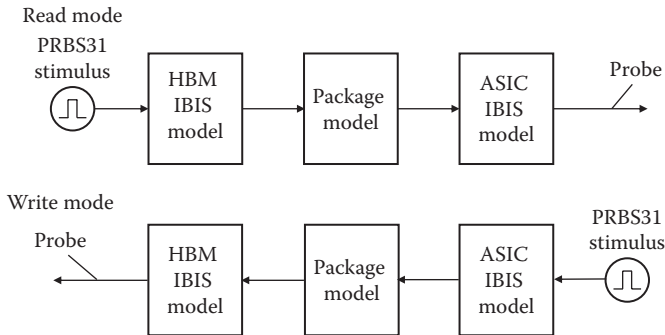 Read mode
PRBS31
stimulus
HBM
IBIS
model
Package
model
ASIC
IBIS
model
Probe
Write mode
Probe
HBM
IBIS
model
Package
model
ASIC
IBIS
model
PRBS31
stimulus